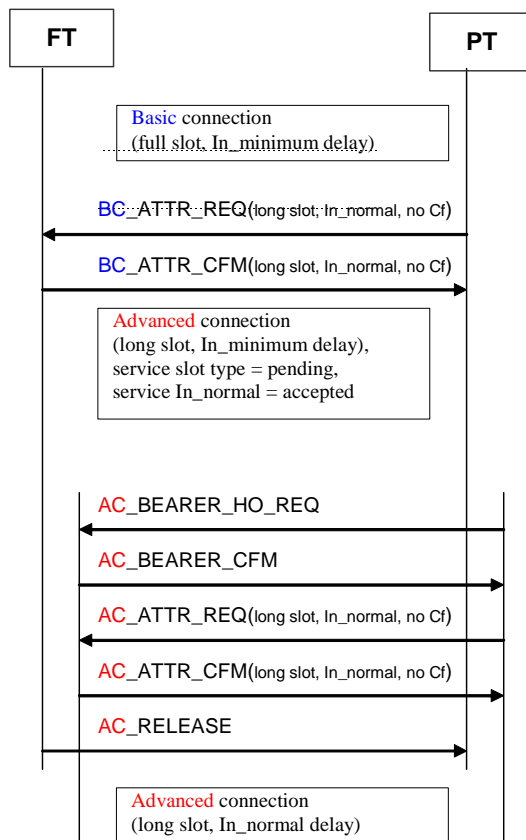 FT
PT
Basic connection
(full slot, In_minimum delay)
BC_ATTR_REQ(long slot, In_normal, no Cf)
BC_ATTR_CFM(long slot, In_normal, no Cf)
Advanced connection
(long slot, In_minimum delay),
service slot type = pending,
service In_normal = accepted
AC_BEARER_HO_REQ
AC_BEARER_CFM
AC_ATTR_REQ(long slot, In_normal, no Cf)
AC_ATTR_CFM(long slot, In_normal, no Cf)
AC_RELEASE
Advanced connection
(long slot, In_normal delay)